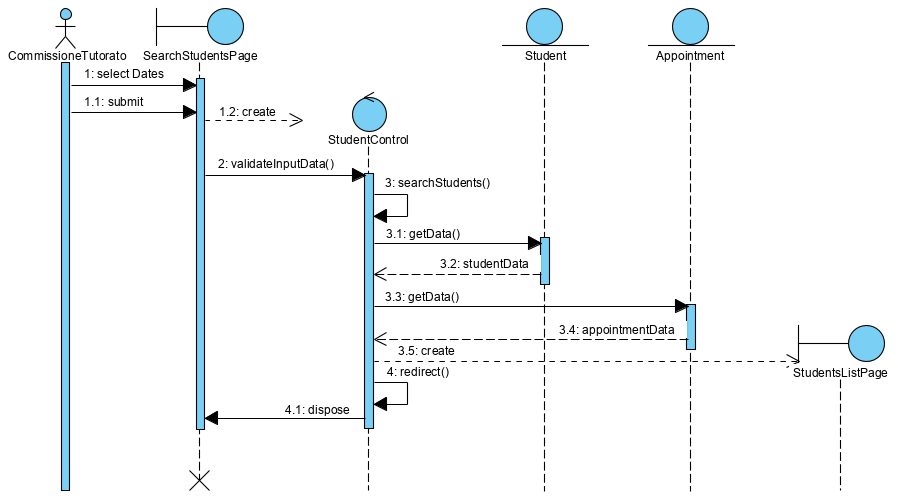 CommissioneTutorato
SearchStudentsPage
Student
Appointment
1: select Dates
1.1: submit
1.2: create
StudentControl
2: validateInputData()
3: searchStudents()
3.1: getData()
3.2: studentData
3.3: getData()
3.4: appointmentData
3.5: create
StudentsListPage
4: redirect()
4.1: dispose